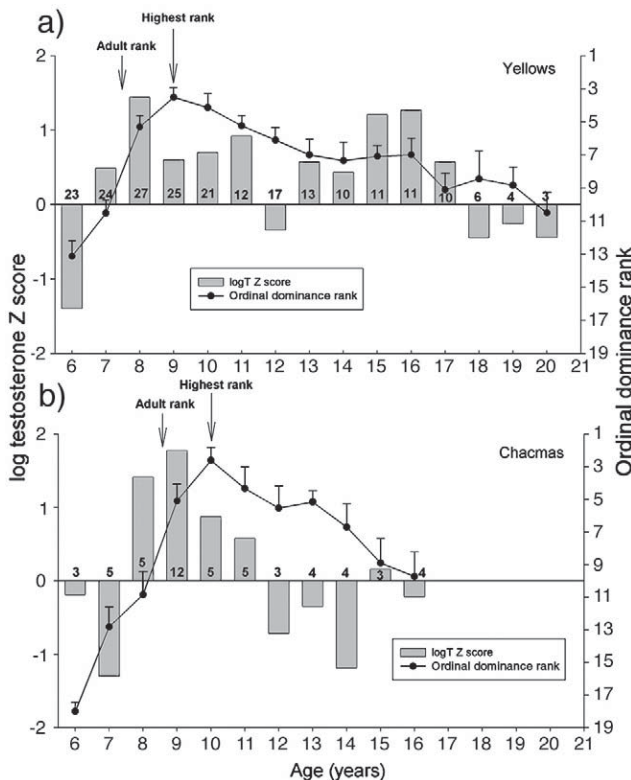 a)
Highest rank
Adult rank
Yellows
2
1
0
-1
-2
1
3
5
7
9
11
13
15
17
19
23 24 27 25 21 12 17 13 10 11 11 10 6 4 3
logT Z score
Ordinal dominance rank
6 7 8 9 10 11 12 13 14 15 16 17 18 19 20 21
log testosterone Z score
Ordinal dominance rank
b)
Highest rank
Adult rank
Chacmas
2
1
0
-1
-2
1
3
5
7
9
11
13
15
17
19
3 5 5 12 5 5 3 4 4 3 4
logT Z score
Ordinal dominance rank
6 7 8 9 10 11 12 13 14 15 16 17 18 19 20 21
Age (years)